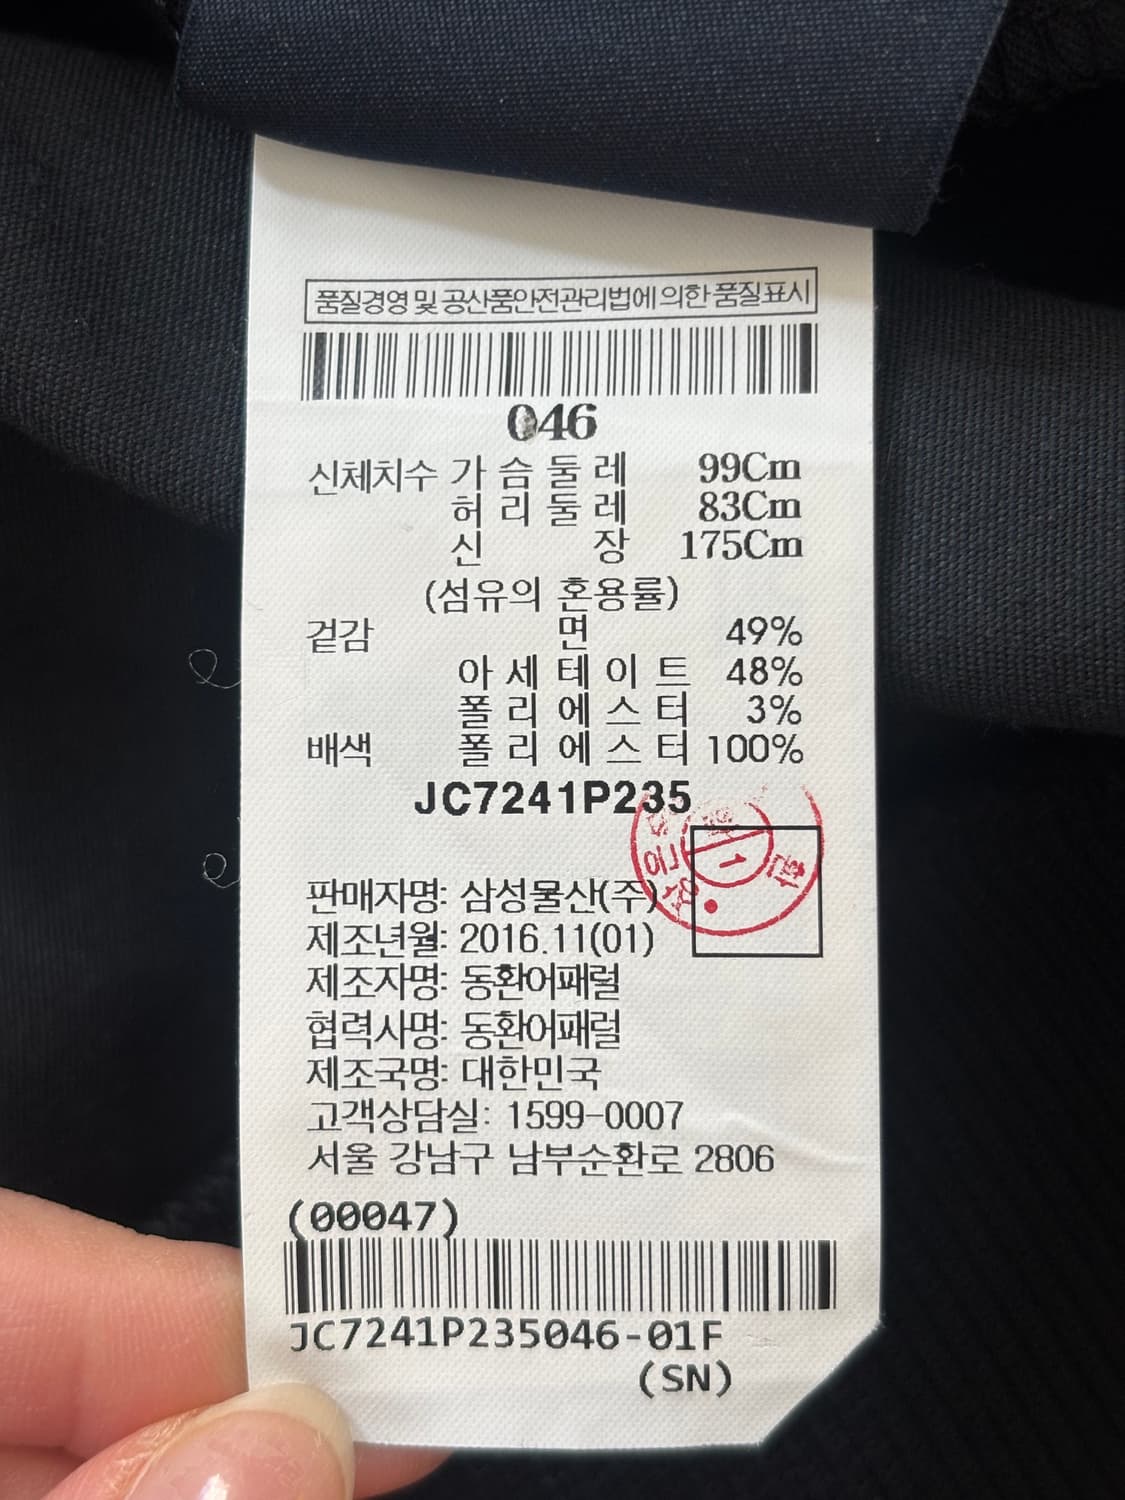 품질경영 및 공산품안전관리법에 의한 품질표시
046
신체치수 가슴둘레 99Cm
허리둘레 83Cm
신장 175Cm
(섬유의 혼용률)
겉감 면 49%
아세테이트 48%
폴리에스터 3%
배색 폴리에스터 100%
JC7241P235
판매자명: 삼성물산(주)
제조년월: 2016.11(01)
제조자명: 동환어패럴
협력사명: 동환어패럴
제조국명: 대한민국
고객상담실: 1599-0007
서울 강남구 남부순환로 2806
(00047)
JC7241P235046-01F
(SN)